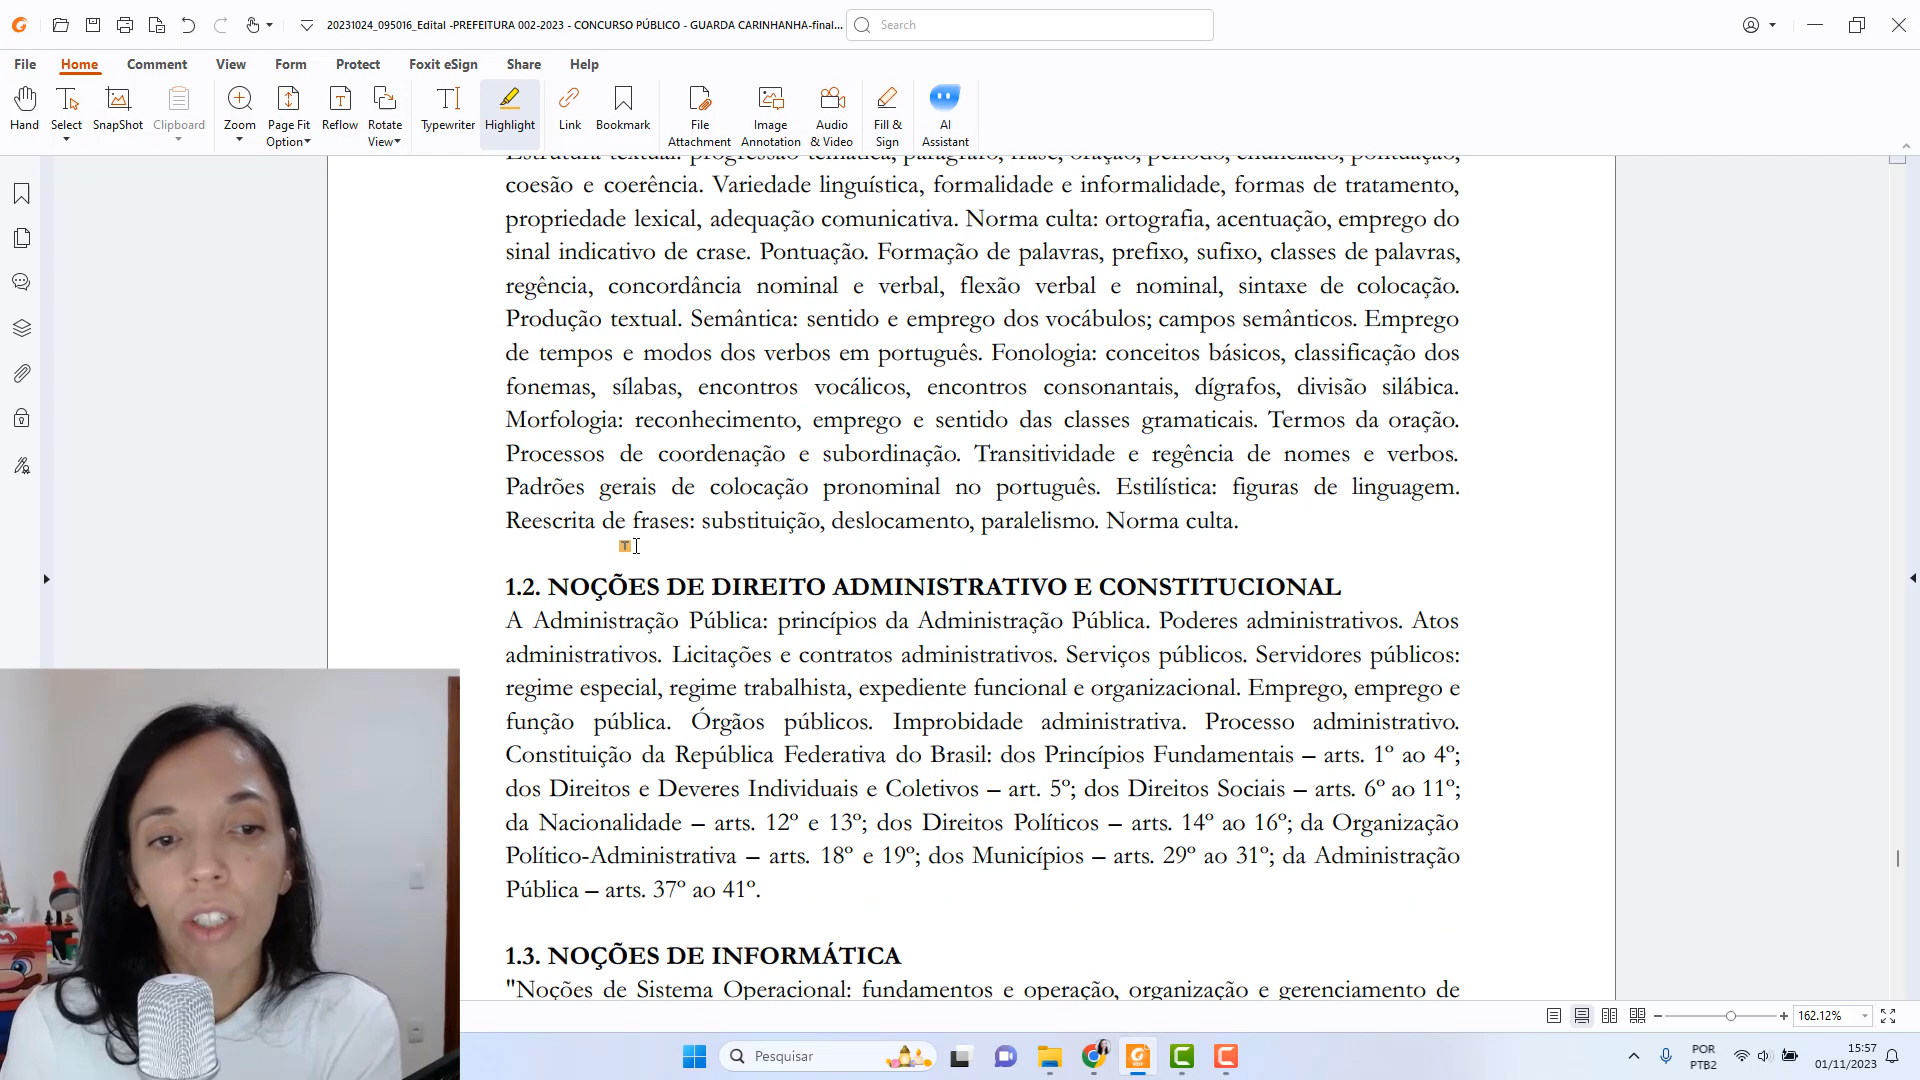 20231024_095016_Edital -PREFEITURA 002-2023 - CONCURSO PÚBLICO - GUARDA CARINHANHA-final...
Search
File Home Comment View Form Protect Foxit eSign Share Help
Hand
Select
SnapShot
Clipboard
Zoom
Page Fit Option
Reflow
Rotate View
Typewriter
Highlight
Link
Bookmark
File Attachment
Image Annotation
Audio & Video
Fill & Sign
AI Assistant
Estrutura textual: progressão temática, parágrafo, frase, oração, período, enunciado, pontuação,
coesão e coerência. Variedade linguística, formalidade e informalidade, formas de tratamento,
propriedade lexical, adequação comunicativa. Norma culta: ortografia, acentuação, emprego do
sinal indicativo de crase. Pontuação. Formação de palavras, prefixo, sufixo, classes de palavras,
regência, concordância nominal e verbal, flexão verbal e nominal, sintaxe de colocação.
Produção textual. Semântica: sentido e emprego dos vocábulos; campos semânticos. Emprego
de tempos e modos dos verbos em português. Fonologia: conceitos básicos, classificação dos
fonemas, sílabas, encontros vocálicos, encontros consonantais, dígrafos, divisão silábica.
Morfologia: reconhecimento, emprego e sentido das classes gramaticais. Termos da oração.
Processos de coordenação e subordinação. Transitividade e regência de nomes e verbos.
Padrões gerais de colocação pronominal no português. Estilística: figuras de linguagem.
Reescrita de frases: substituição, deslocamento, paralelismo. Norma culta.
1.2. NOÇÕES DE DIREITO ADMINISTRATIVO E CONSTITUCIONAL
A Administração Pública: princípios da Administração Pública. Poderes administrativos. Atos
administrativos. Licitações e contratos administrativos. Serviços públicos. Servidores públicos:
regime especial, regime trabalhista, expediente funcional e organizacional. Emprego, emprego e
função pública. Órgãos públicos. Improbidade administrativa. Processo administrativo.
Constituição da República Federativa do Brasil: dos Princípios Fundamentais – arts. 1º ao 4º;
dos Direitos e Deveres Individuais e Coletivos – art. 5º; dos Direitos Sociais – arts. 6º ao 11º;
da Nacionalidade – arts. 12º e 13º; dos Direitos Políticos – arts. 14º ao 16º; da Organização
Político-Administrativa – arts. 18º e 19º; dos Municípios – arts. 29º ao 31º; da Administração
Pública – arts. 37º ao 41º.
1.3. NOÇÕES DE INFORMÁTICA
"Noções de Sistema Operacional: fundamentos e operação, organização e gerenciamento de
162.12%
Pesquisar
POR
PTB2
15:57
01/11/2023